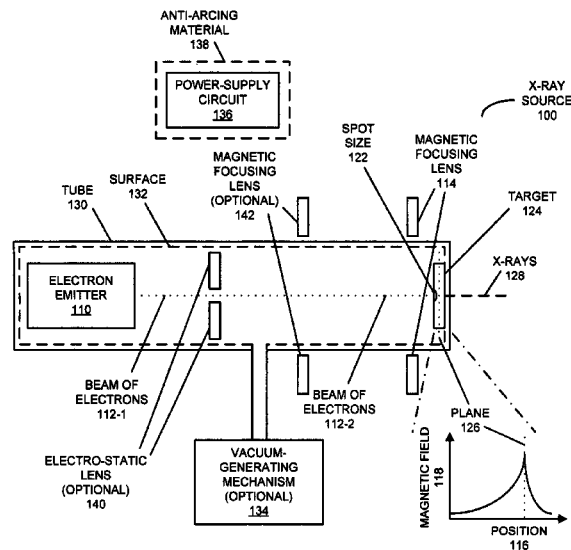 ANTI-ARCING
MATERIAL
138
POWER-SUPPLY
CIRCUIT
136
X-RAY
SOURCE
100
SPOT
SIZE
122
MAGNETIC
FOCUSING
LENS
114
MAGNETIC
FOCUSING
LENS
(OPTIONAL)
142
SURFACE
132
TUBE
130
TARGET
124
X-RAYS
128
ELECTRON
EMITTER
110
BEAM OF
ELECTRONS
112-1
BEAM OF
ELECTRONS
112-2
PLANE
126
ELECTRO-STATIC
LENS
(OPTIONAL)
140
VACUUM-
GENERATING
MECHANISM
(OPTIONAL)
134
MAGNETIC FIELD
118
POSITION
116